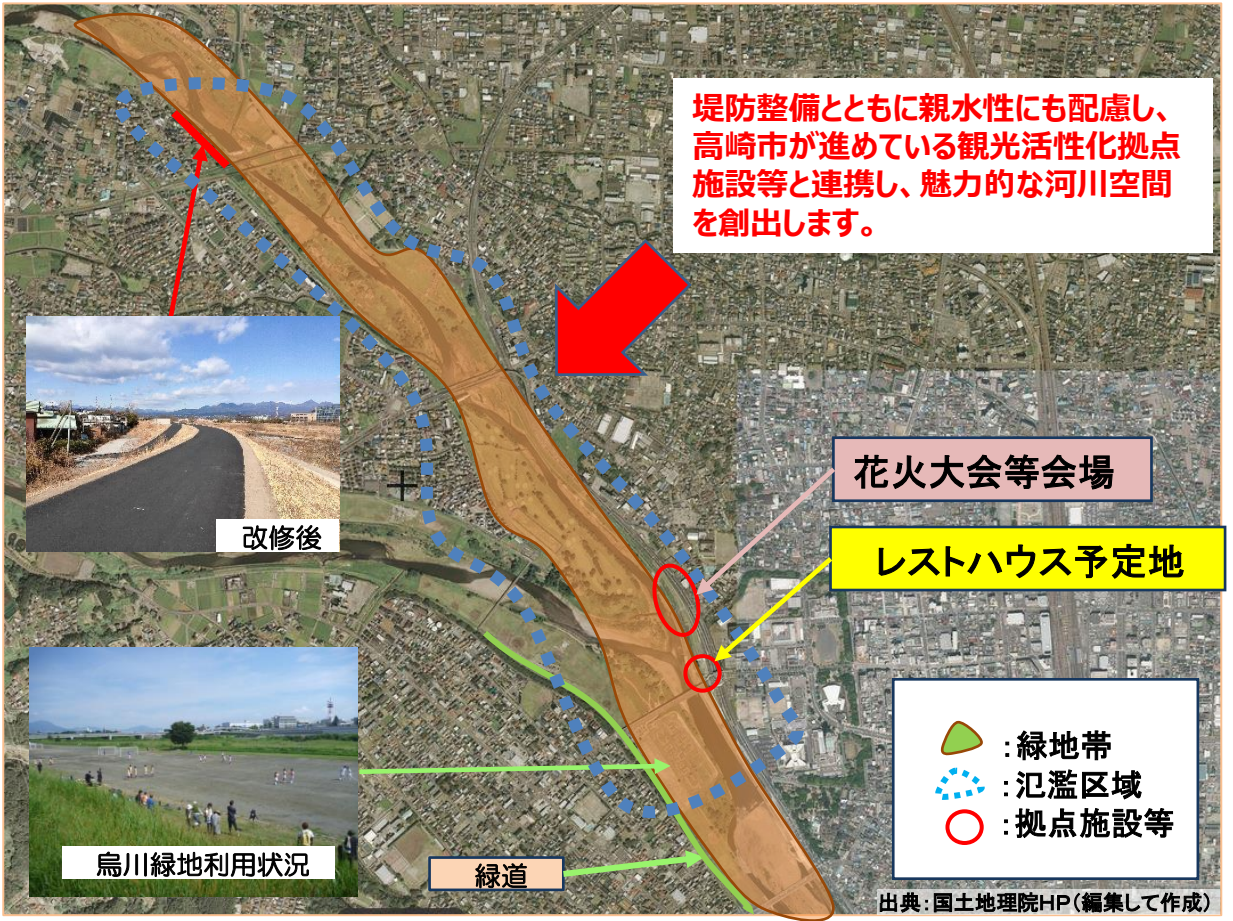 堤防整備とともに親水性にも配慮し、
高崎市が進めている観光活性化拠点
施設等と連携し、魅力的な河川空間
を創出します。
花火大会等会場
レストハウス予定地
改修後
烏川緑地利用状況
緑道
：緑地帯
：氾濫区域
：拠点施設等
出典：国土地理院HP（編集して作成）